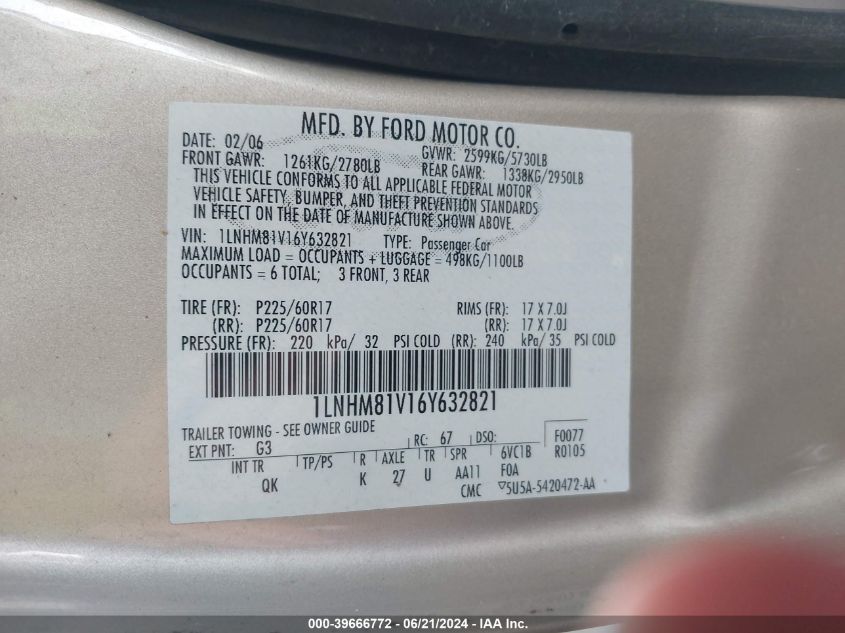 MFD. BY FORD MOTOR CO.
DATE: 02/06 GVWR: 2599KG/5730LB
FRONT GAWR: 1261KG/2780LB REAR GAWR: 1338KG/2950LB
THIS VEHICLE CONFORMS TO ALL APPLICABLE FEDERAL MOTOR
VEHICLE SAFETY, BUMPER, AND THEFT PREVENTION STANDARDS
IN EFFECT ON THE DATE OF MANUFACTURE SHOWN ABOVE.
VIN: 1LNHM81V16Y632821 TYPE: Passenger Car
MAXIMUM LOAD = OCCUPANTS + LUGGAGE = 498KG/1100LB
OCCUPANTS = 6 TOTAL; 3 FRONT, 3 REAR
TIRE (FR): P225/60R17 RIMS (FR): 17 X 7.0J
(RR): P225/60R17 (RR): 17 X 7.0J
PRESSURE (FR): 220 kPa/ 32 PSI COLD (RR): 240 kPa/ 35 PSI COLD
1LNHM81V16Y632821
TRAILER TOWING - SEE OWNER GUIDE
EXT PNT: G3 RC: 67 DSO: F0077
INT TR TP/PS R AXLE TR SPR 6VC1B R0105
QK K 27 U AA11 FOA
CMC 5U5A-5420472-AA
000-39666772 - 06/21/2024 - IAA Inc.